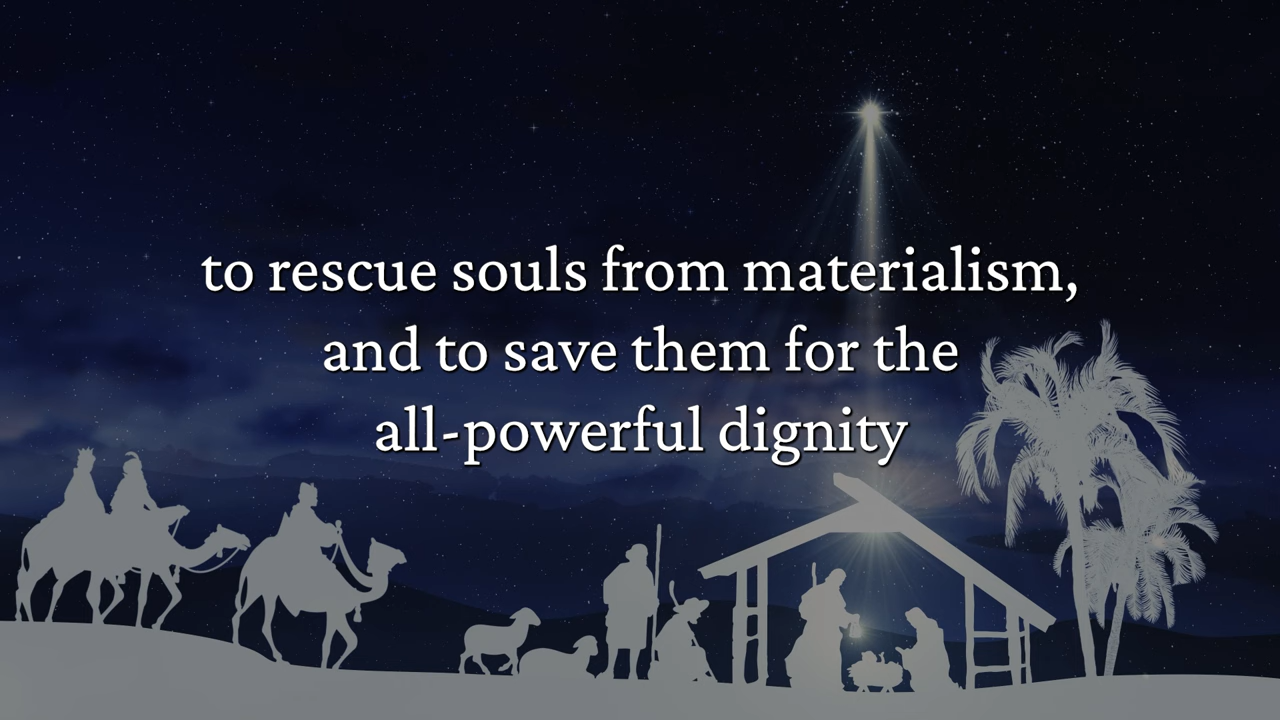 to rescue souls from materialism,
and to save them for the
all-powerful dignity